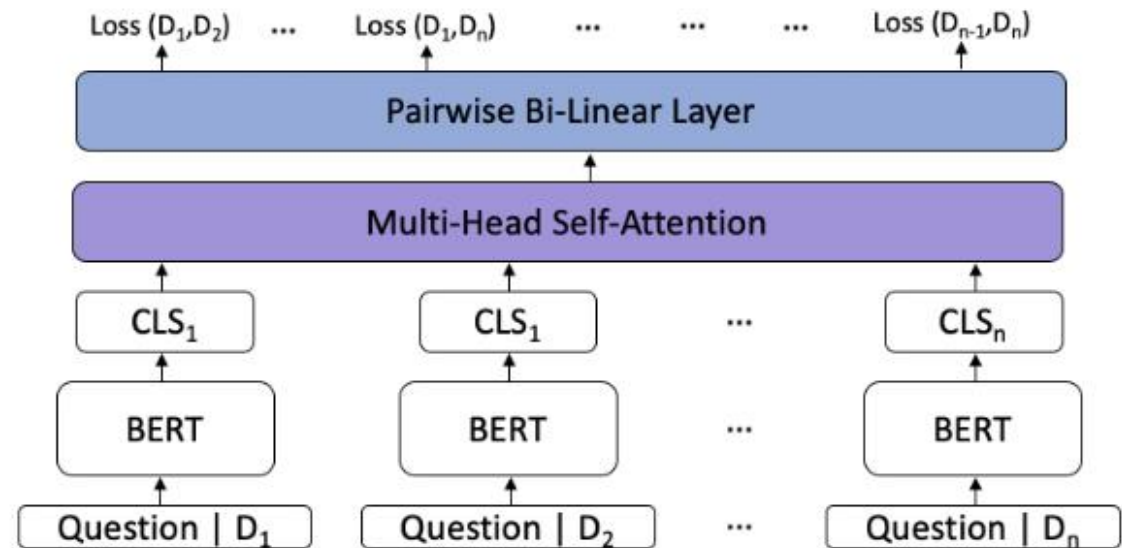 Loss (D₁,D₂) ... Loss (D₁,Dₙ) ... ... ... Loss (Dₙ₋₁,Dₙ)
Pairwise Bi-Linear Layer
Multi-Head Self-Attention
CLS₁ CLS₁ ... CLSₙ
BERT BERT ... BERT
Question | D₁ Question | D₂ ... Question | Dₙ